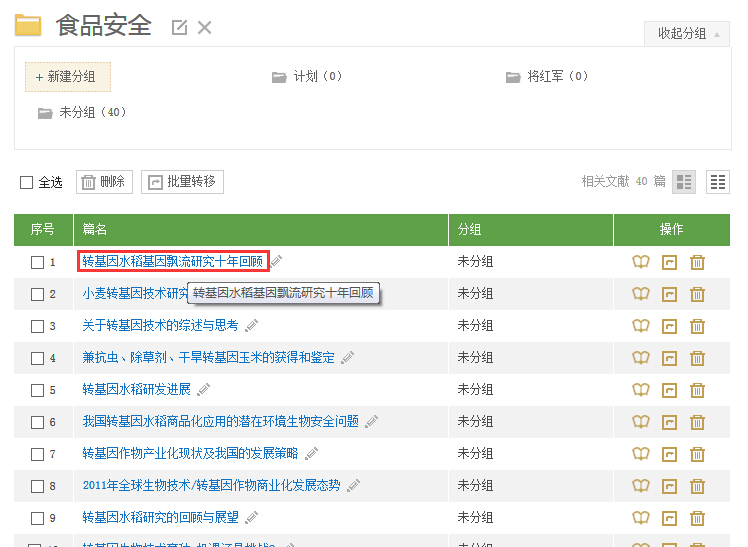 食品安全
收起分组
+ 新建分组 计划（0） 将红军（0）
未分组（40）
全选 删除 批量转移 相关文献 40 篇
序号 篇名 分组 操作
1 转基因水稻基因飘流研究十年回顾 未分组
2 小麦转基因技术研究 未分组
转基因水稻基因飘流研究十年回顾
3 关于转基因技术的综述与思考 未分组
4 兼抗虫、除草剂、干旱转基因玉米的获得和鉴定 未分组
5 转基因水稻研发进展 未分组
6 我国转基因水稻商品化应用的潜在环境生物安全问题 未分组
7 转基因作物产业化现状及我国的发展策略 未分组
8 2011年全球生物技术/转基因作物商业化发展态势 未分组
9 转基因水稻研究的回顾与展望 未分组